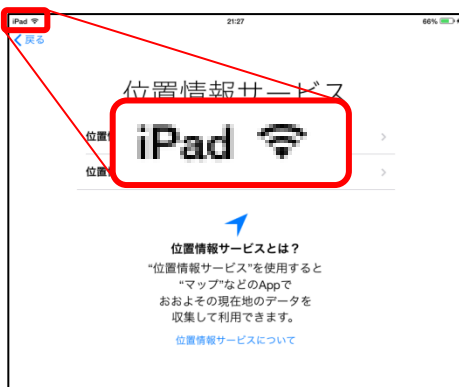 iPad 21:27 66%
戻る
位置情報サービス
iPad
位置
位置
位置情報サービスとは？
“位置情報サービス”を使用すると
“マップ”などのAppで
おおよその現在地のデータを
収集して利用できます。
位置情報サービスについて